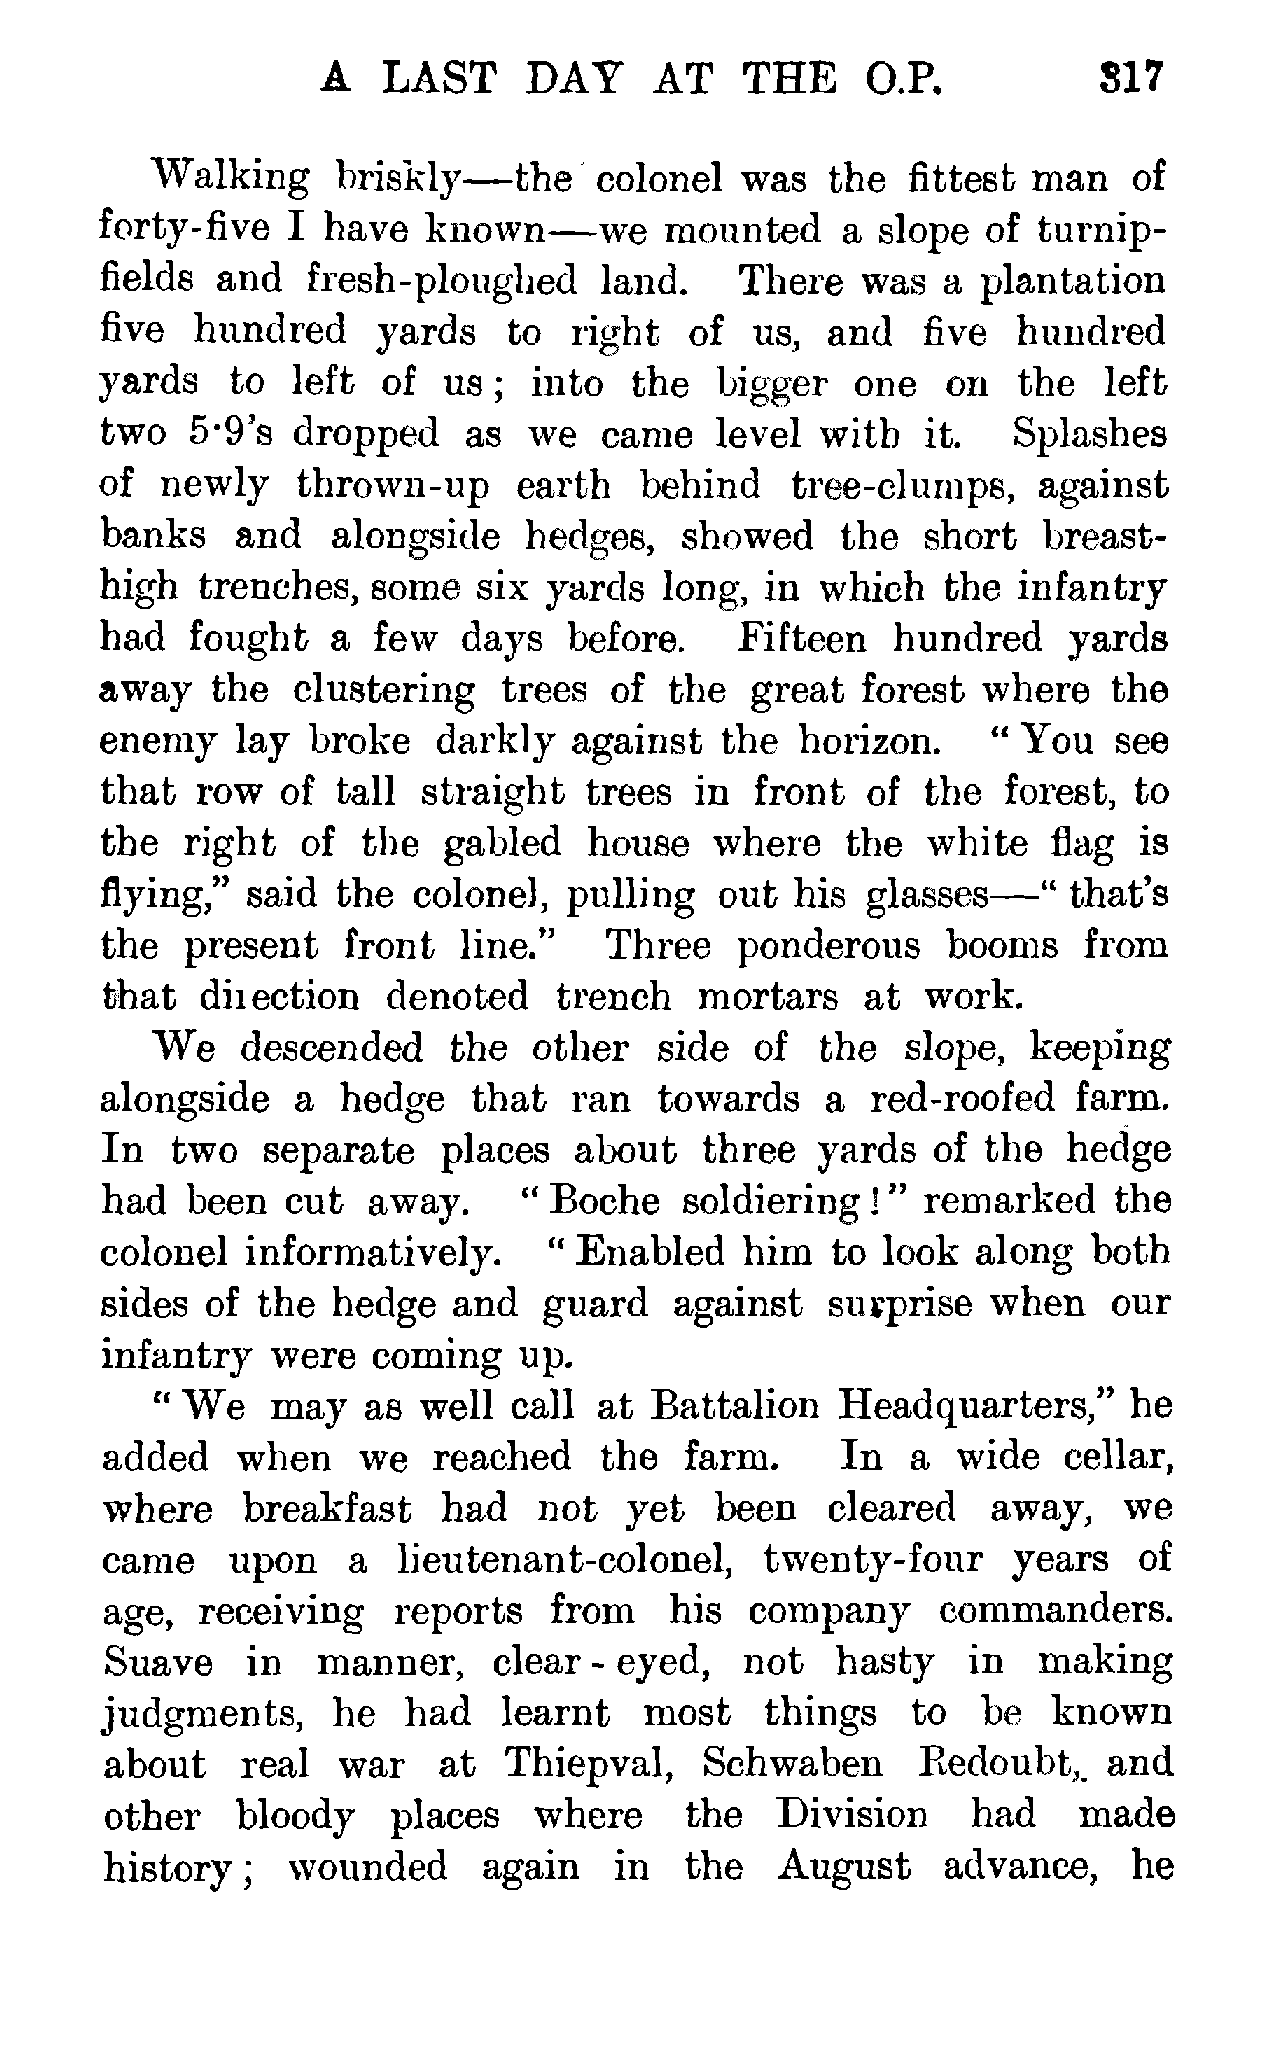 A LAST DAY AT THE O.P. 317
Walking briskly—the colonel was the fittest man of
forty-five I have known—we mounted a slope of turnip-
fields and fresh-ploughed land. There was a plantation
five hundred yards to right of us, and five hundred
yards to left of us; into the bigger one on the left
two 5·9's dropped as we came level with it. Splashes
of newly thrown-up earth behind tree-clumps, against
banks and alongside hedges, showed the short breast-
high trenches, some six yards long, in which the infantry
had fought a few days before. Fifteen hundred yards
away the clustering trees of the great forest where the
enemy lay broke darkly against the horizon. “You see
that row of tall straight trees in front of the forest, to
the right of the gabled house where the white flag is
flying,” said the colonel, pulling out his glasses—“that's
the present front line.” Three ponderous booms from
that direction denoted trench mortars at work.
We descended the other side of the slope, keeping
alongside a hedge that ran towards a red-roofed farm.
In two separate places about three yards of the hedge
had been cut away. “Boche soldiering!” remarked the
colonel informatively. “Enabled him to look along both
sides of the hedge and guard against surprise when our
infantry were coming up.
“We may as well call at Battalion Headquarters,” he
added when we reached the farm. In a wide cellar,
where breakfast had not yet been cleared away, we
came upon a lieutenant-colonel, twenty-four years of
age, receiving reports from his company commanders.
Suave in manner, clear-eyed, not hasty in making
judgments, he had learnt most things to be known
about real war at Thiepval, Schwaben Redoubt, and
other bloody places where the Division had made
history; wounded again in the August advance, he